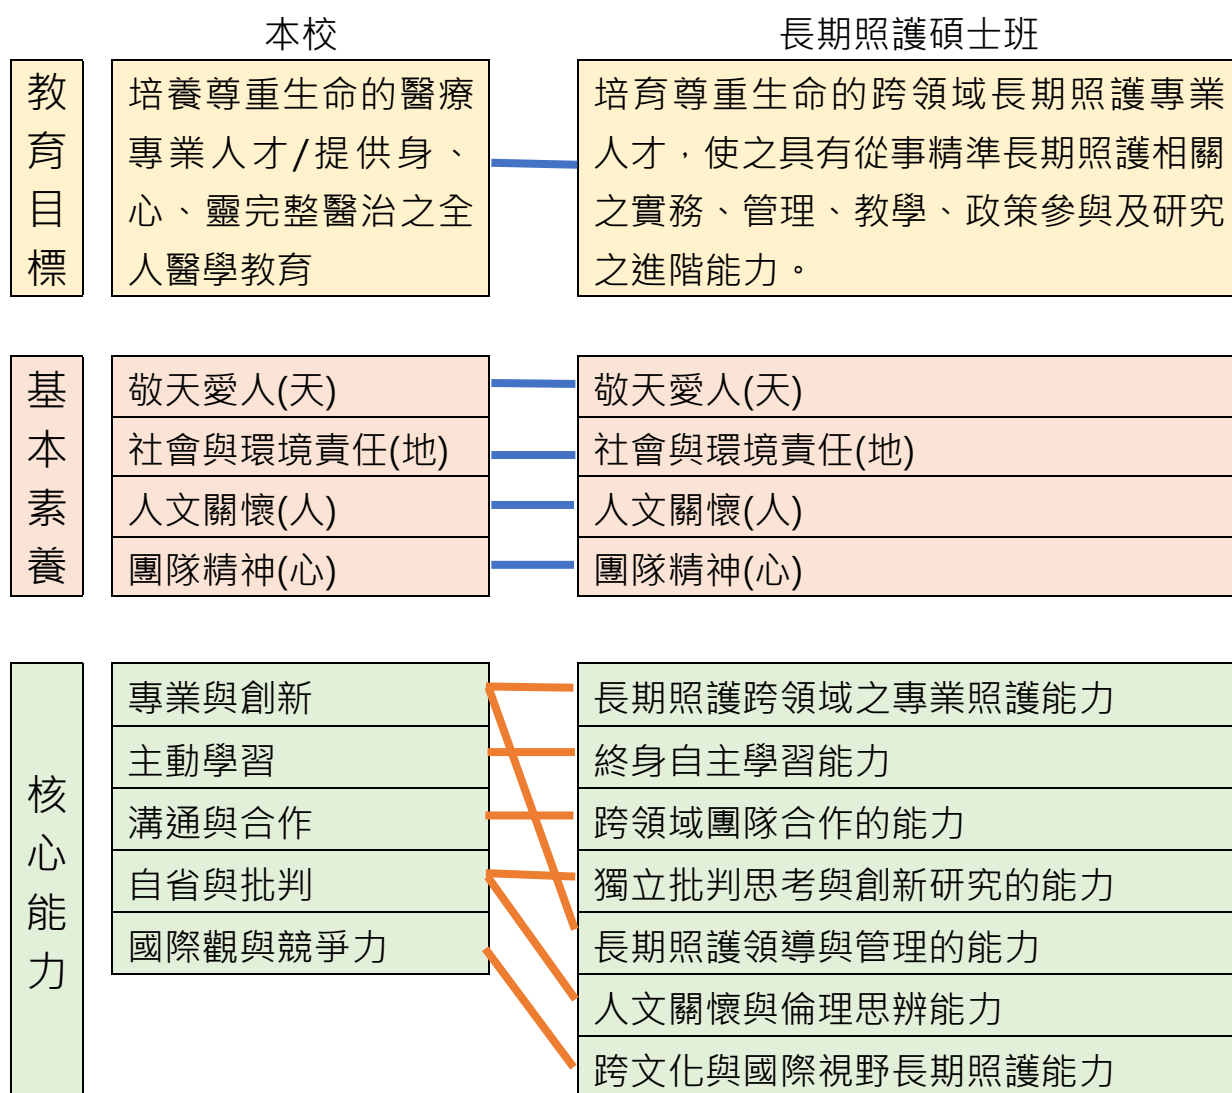 本校
長期照護碩士班
教育目標
培養尊重生命的醫療
專業人才/提供身、
心、靈完整醫治之全
人醫學教育
培育尊重生命的跨領域長期照護專業
人才，使之具有從事精準長期照護相關
之實務、管理、教學、政策參與及研究
之進階能力。
基本素養
敬天愛人(天)
敬天愛人(天)
社會與環境責任(地)
社會與環境責任(地)
人文關懷(人)
人文關懷(人)
團隊精神(心)
團隊精神(心)
核心能力
專業與創新
長期照護跨領域之專業照護能力
主動學習
終身自主學習能力
溝通與合作
跨領域團隊合作的能力
自省與批判
獨立批判思考與創新研究的能力
國際觀與競爭力
長期照護領導與管理的能力
人文關懷與倫理思辨能力
跨文化與國際視野長期照護能力